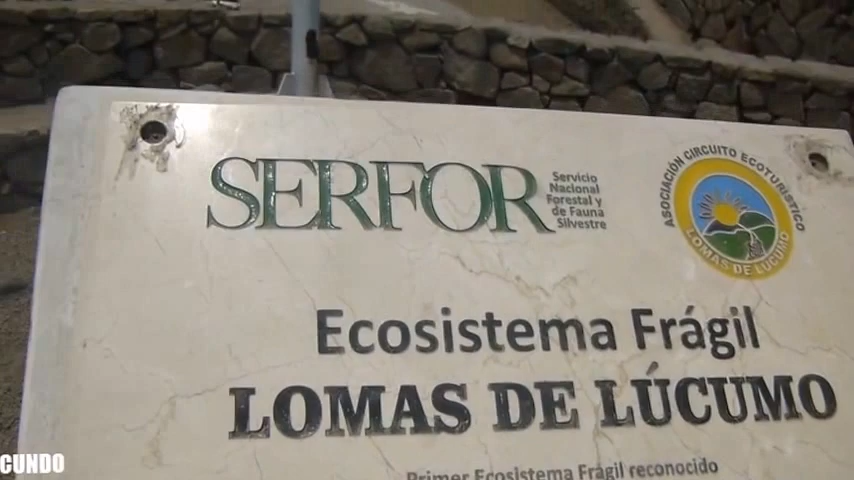 SERFOR
Servicio
Nacional
Forestal y
de Fauna
Silvestre
ASOCIACIÓN CIRCUITO ECOTURÍSTICO
LOMAS DE LÚCUMO
Ecosistema Frágil
LOMAS DE LÚCUMO
Primer Ecosistema Frágil reconocido
CUNDO